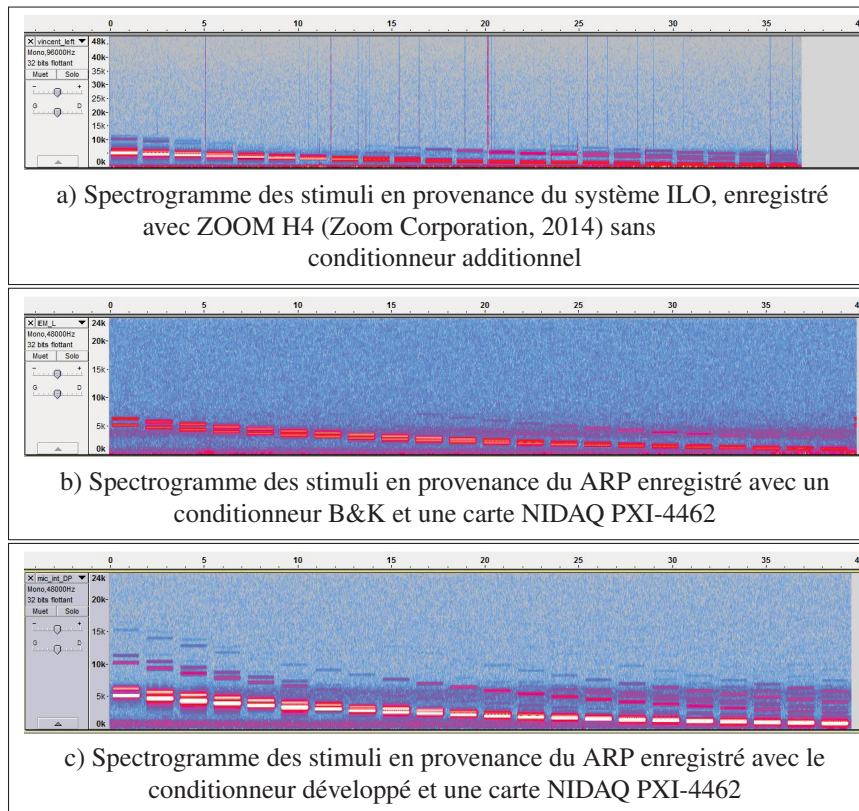 0 5 10 15 20 25 30 35 4
vincent_left
Mono,96000Hz
32 bits flottant
Muet Solo
- +
G D
48k
40k
35k
30k
25k
20k
15k
10k
5k
0k
a) Spectrogramme des stimuli en provenance du système ILO, enregistré
avec ZOOM H4 (Zoom Corporation, 2014) sans
conditionneur additionnel
0 5 10 15 20 25 30 35 4
IEM_L
Mono,48000Hz
32 bits flottant
Muet Solo
- +
G D
24k
20k
15k
10k
5k
0k
b) Spectrogramme des stimuli en provenance du ARP enregistré avec un
conditionneur B&K et une carte NIDAQ PXI-4462
0 5 10 15 20 25 30 35 4
mic_int_DP
Mono,48000Hz
32 bits flottant
Muet Solo
- +
G D
24k
20k
15k
10k
5k
0k
c) Spectrogramme des stimuli en provenance du ARP enregistré avec le
conditionneur développé et une carte NIDAQ PXI-4462